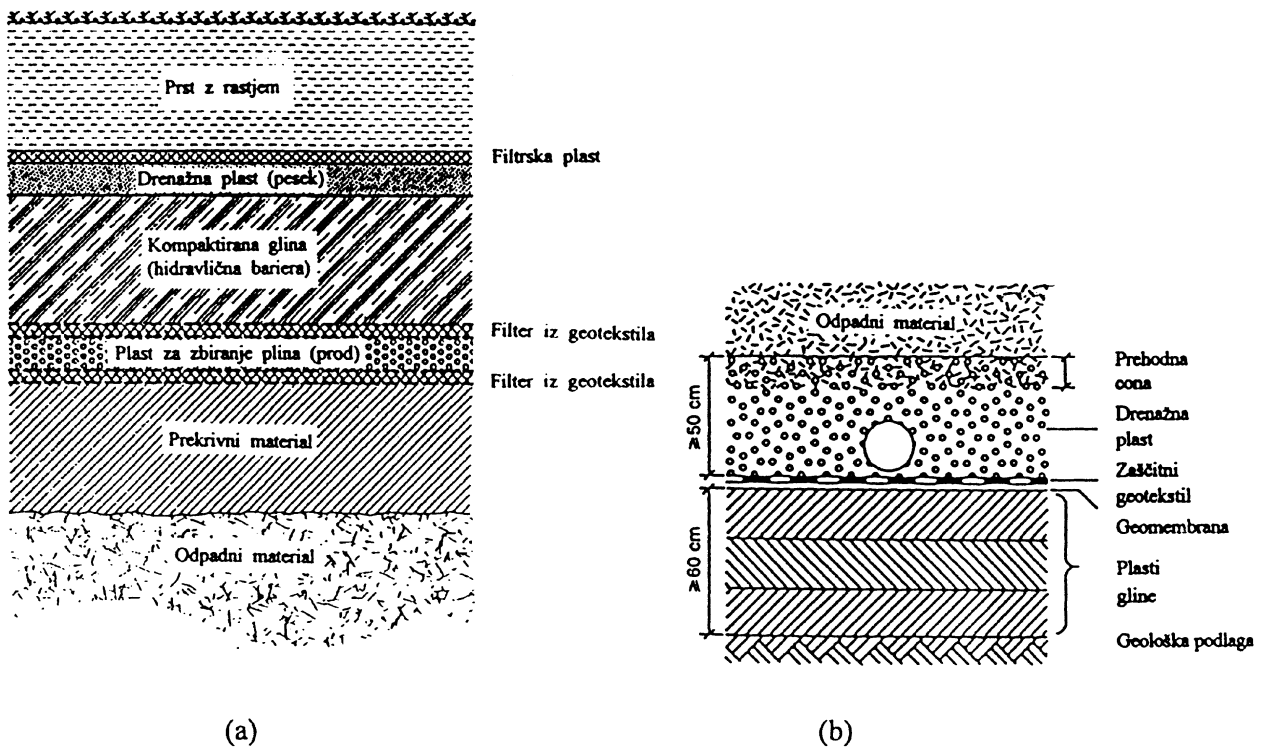 Prst z rastjem
Filtrska plast
Drenažna plast (pesek)
Kompaktirana glina
(hidravlična bariera)
Filter iz geotekstila
Plast za zbiranje plina (prod)
Filter iz geotekstila
Prekrivni material
Odpadni material
(a)
Odpadni material
≥50 cm
≥60 cm
Prehodna
cona
Drenažna
plast
Zaščitni
geotekstil
Geomembrana
Plasti
gline
Geološka podlaga
(b)